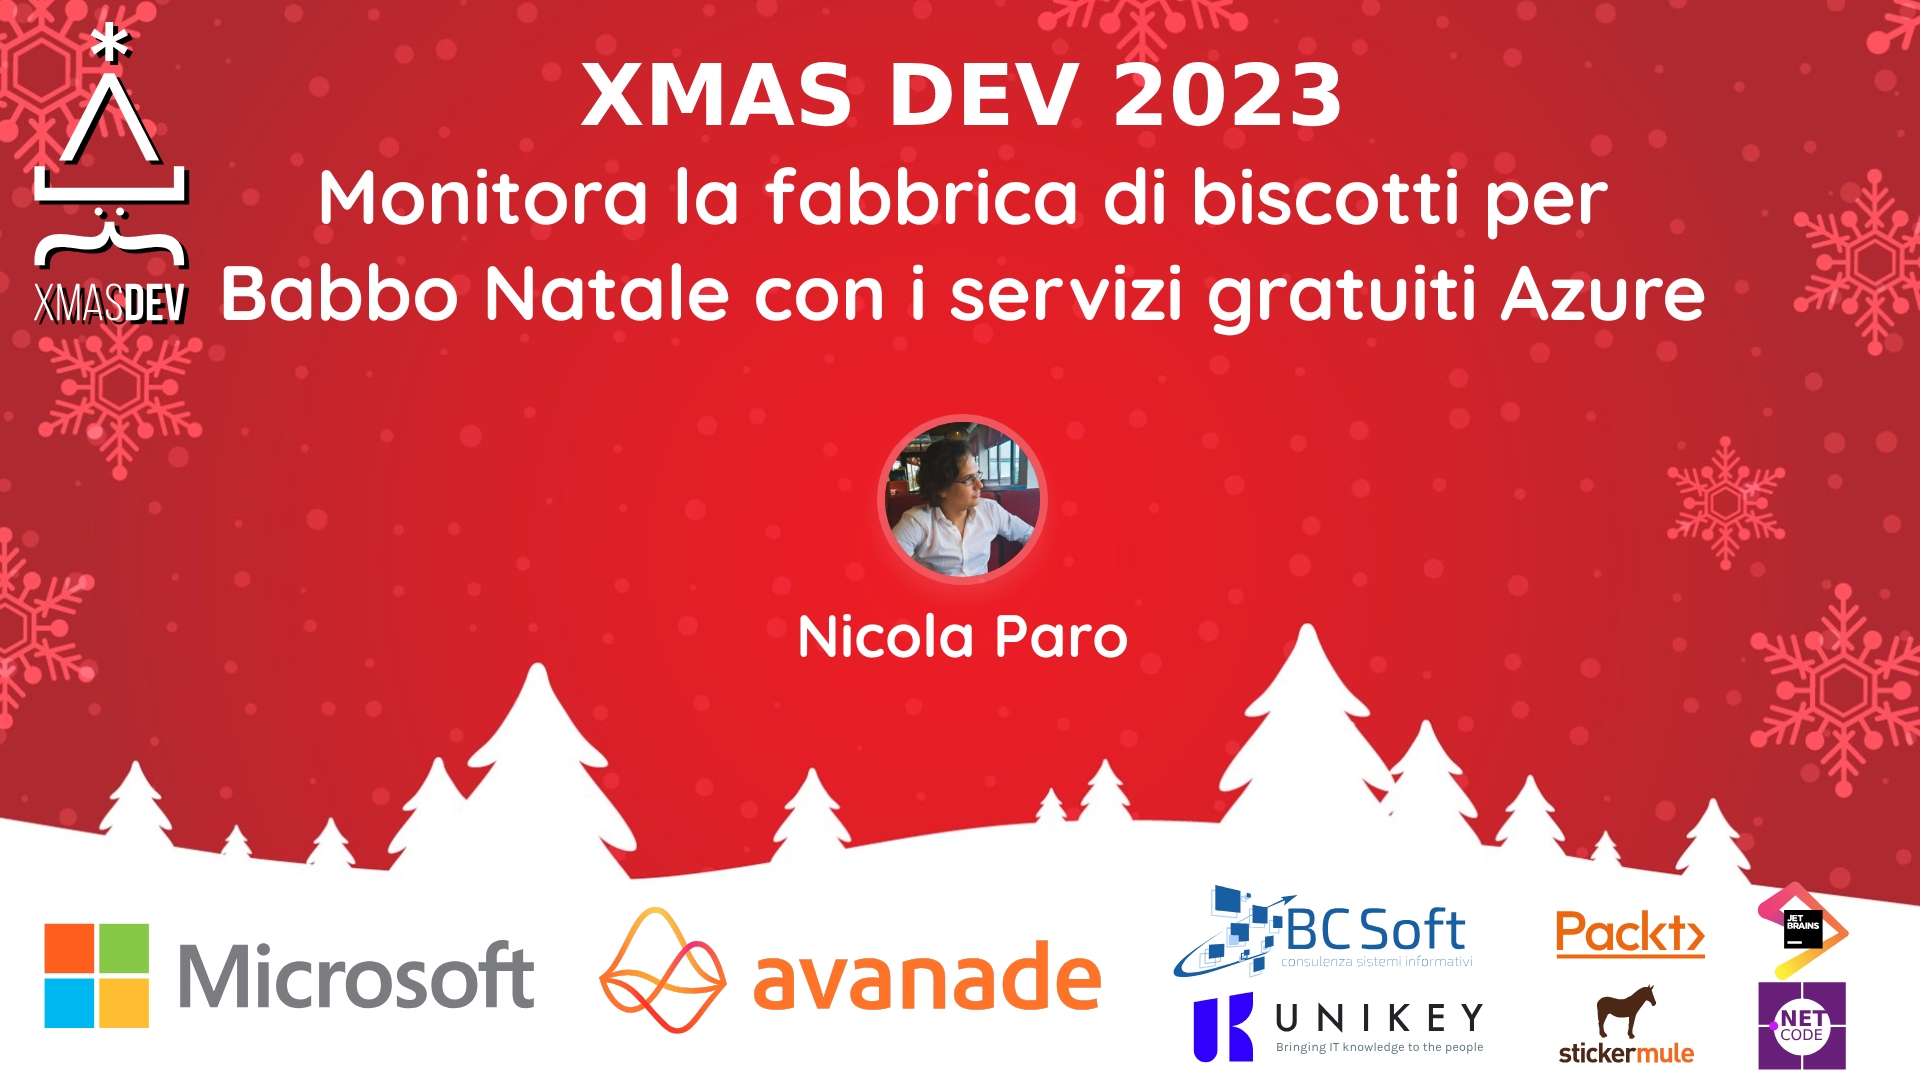 XMAS DEV 2023
Monitora la fabbrica di biscotti per
Babbo Natale con i servizi gratuiti Azure
XMASDEV
Nicola Paro
Microsoft
avanade
BC Soft
consulenza sistemi informativi
UNIKEY
Bringing IT knowledge to the people
Packt>
stickermule
JET
BRAINS
NET
CODE